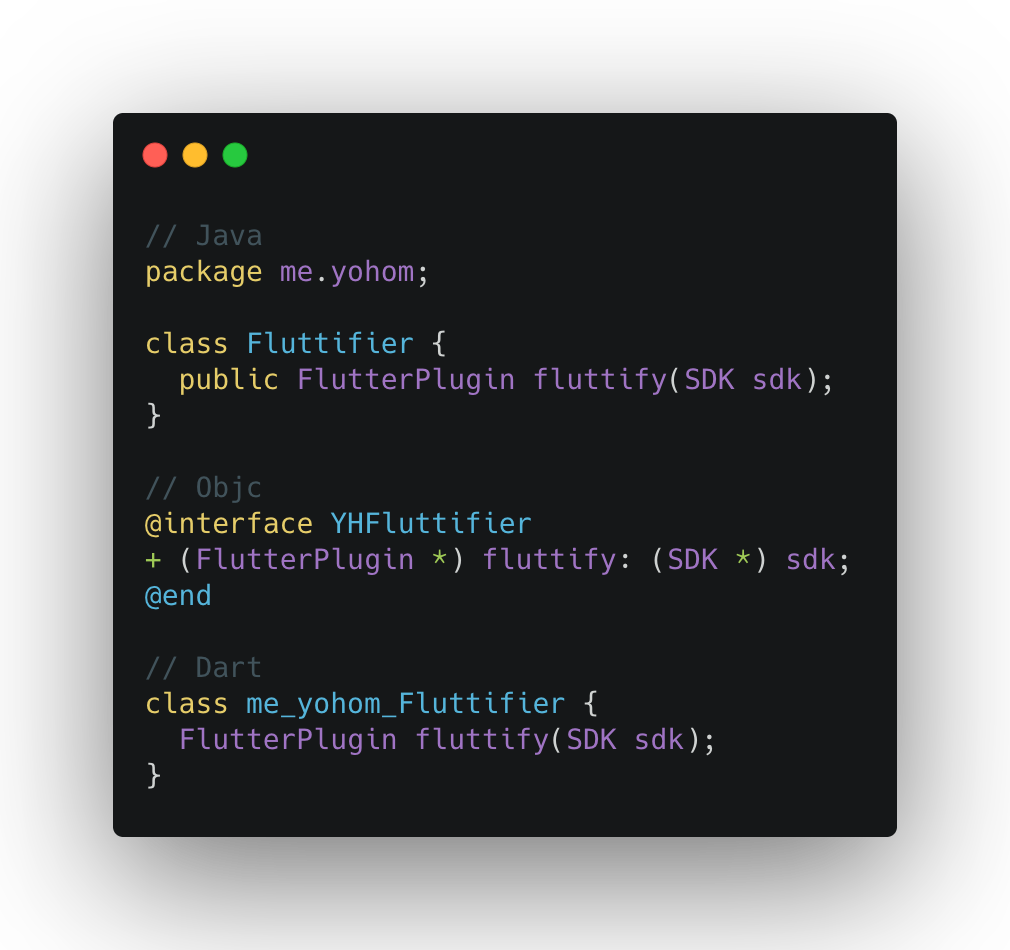 // Java
package me.yohom;

class Fluttifier {
  public FlutterPlugin fluttify(SDK sdk);
}

// Objc
@interface YHFluttifier
+ (FlutterPlugin *) fluttify: (SDK *) sdk;
@end

// Dart
class me_yohom_Fluttifier {
  FlutterPlugin fluttify(SDK sdk);
}